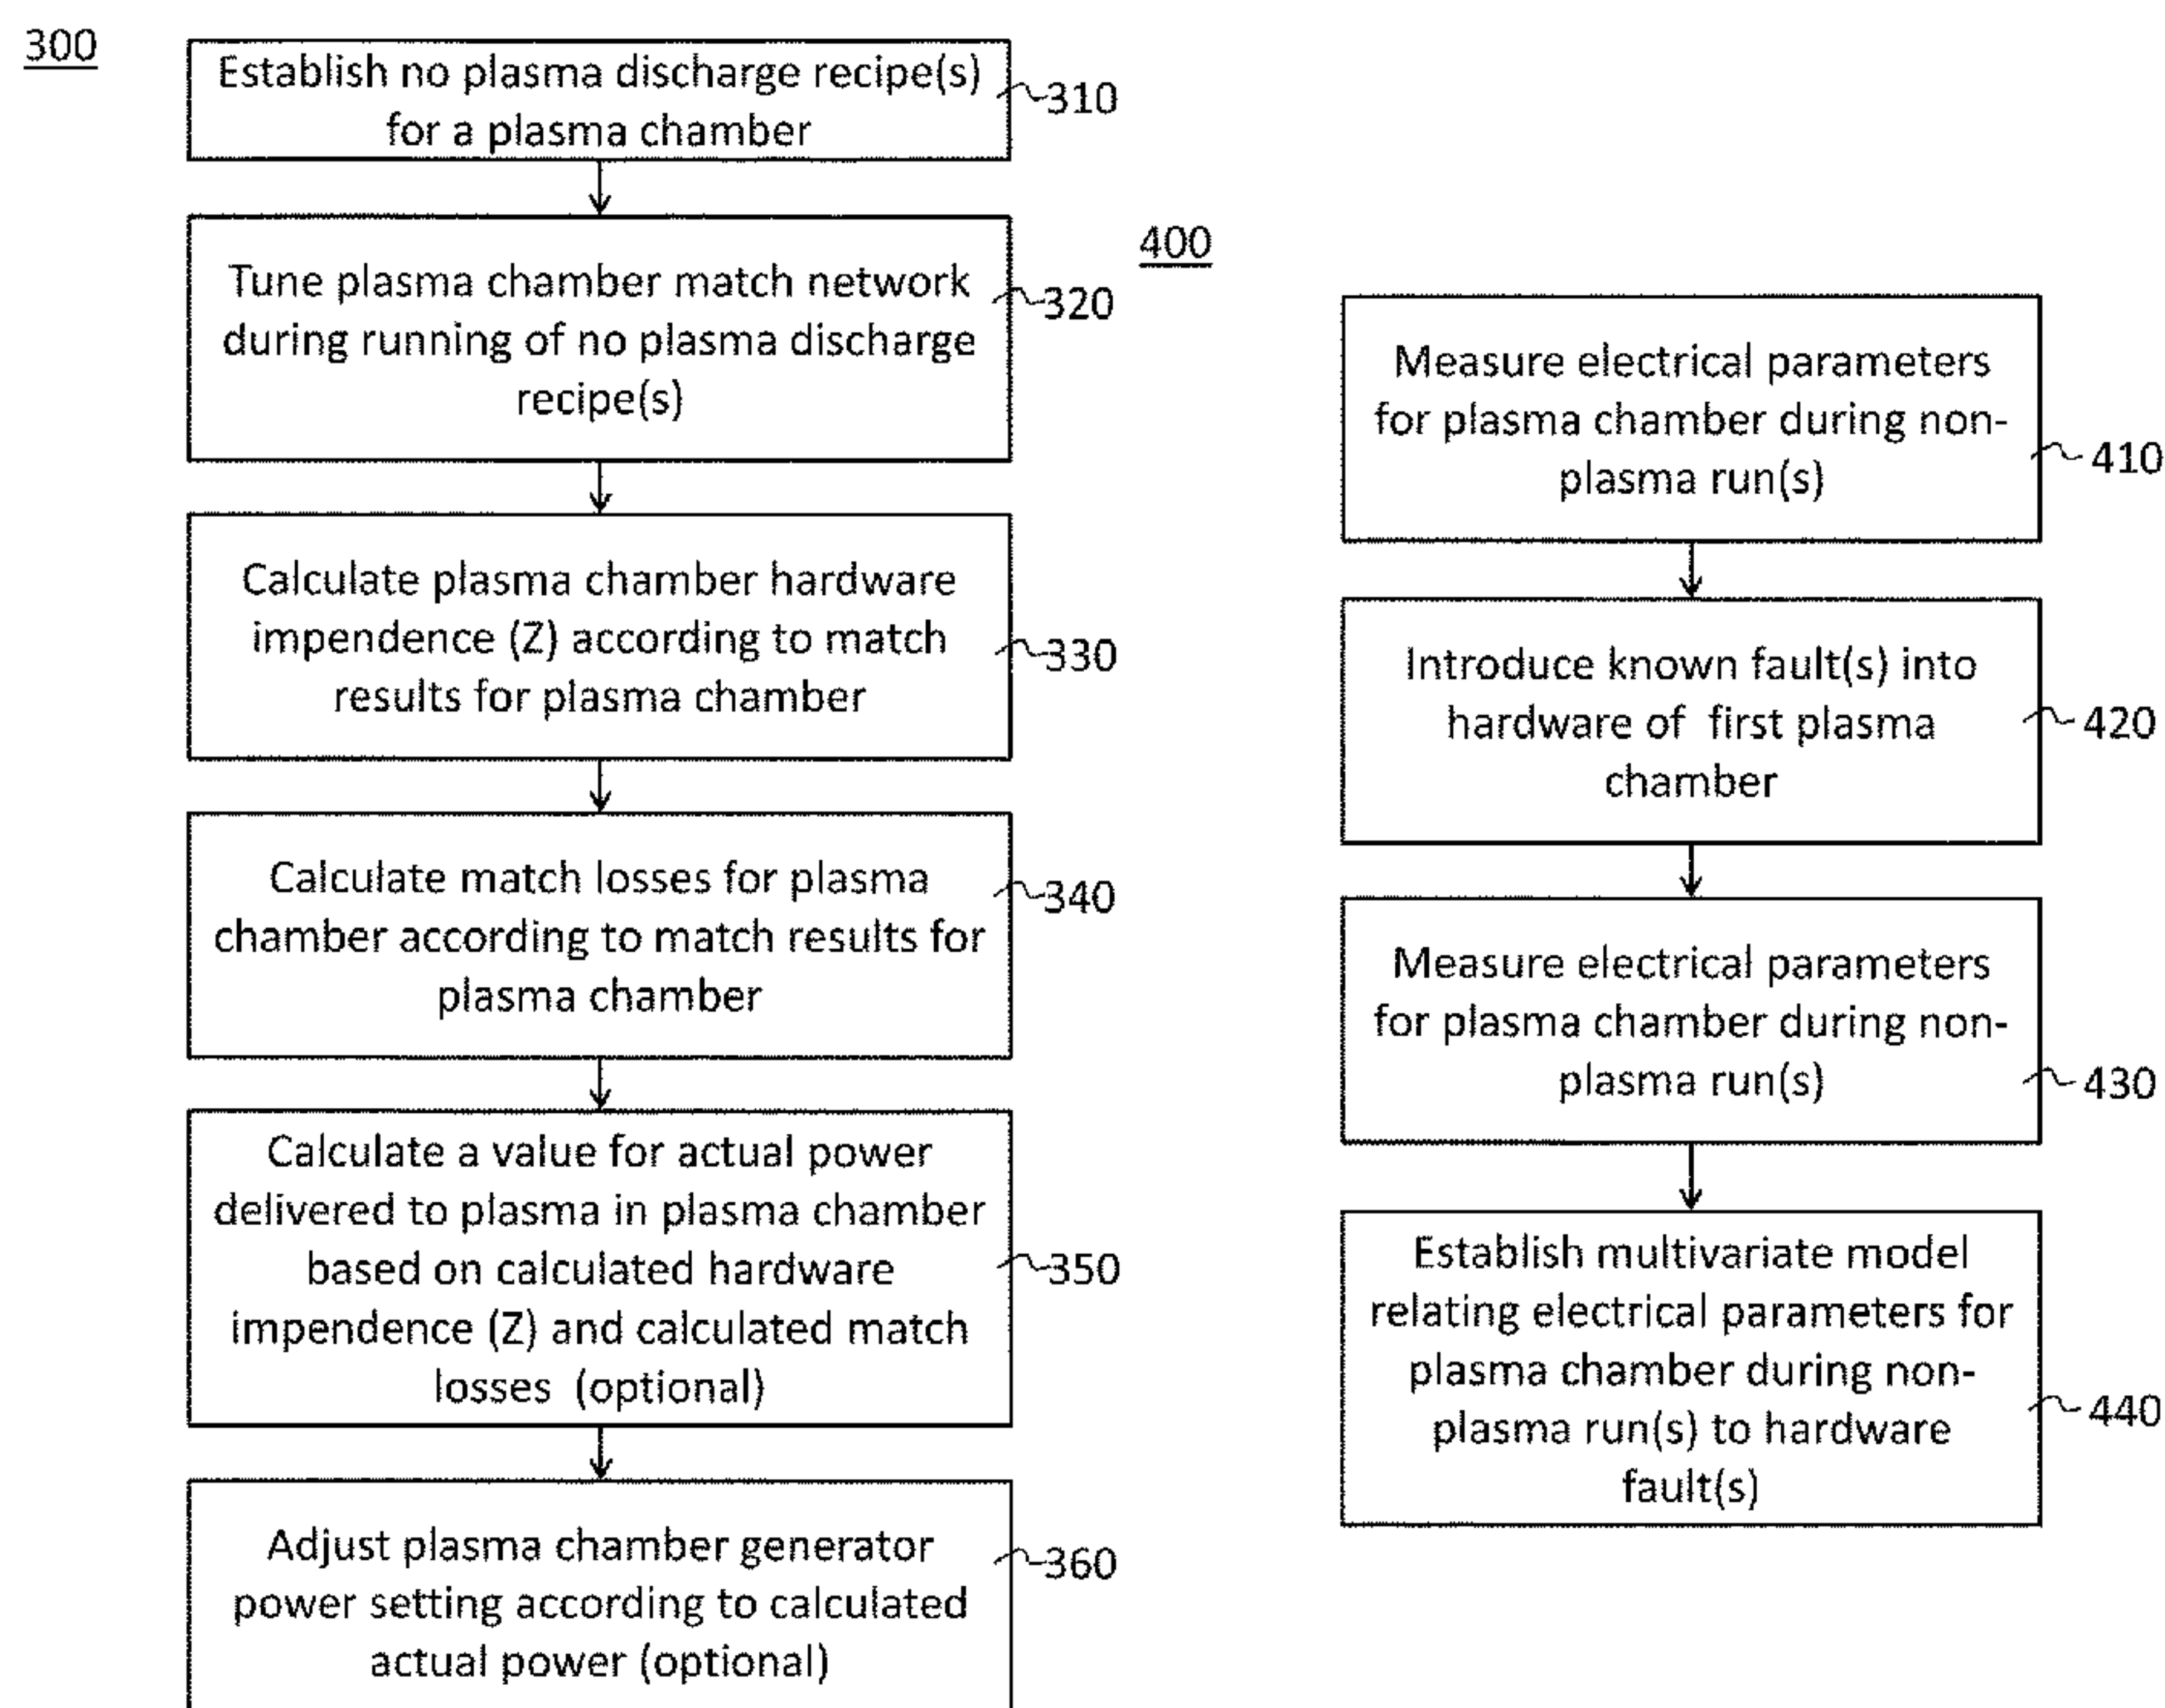 300
Establish no plasma discharge recipe(s)
for a plasma chamber
310
Tune plasma chamber match network
during running of no plasma discharge
recipe(s)
320
Calculate plasma chamber hardware
impendence (Z) according to match
results for plasma chamber
330
Calculate match losses for plasma
chamber according to match results for
plasma chamber
340
Calculate a value for actual power
delivered to plasma in plasma chamber
based on calculated hardware
impendence (Z) and calculated match
losses (optional)
350
Adjust plasma chamber generator
power setting according to calculated
actual power (optional)
360
400
Measure electrical parameters
for plasma chamber during non-
plasma run(s)
410
Introduce known fault(s) into
hardware of first plasma
chamber
420
Measure electrical parameters
for plasma chamber during non-
plasma run(s)
430
Establish multivariate model
relating electrical parameters for
plasma chamber during non-
plasma run(s) to hardware
fault(s)
440